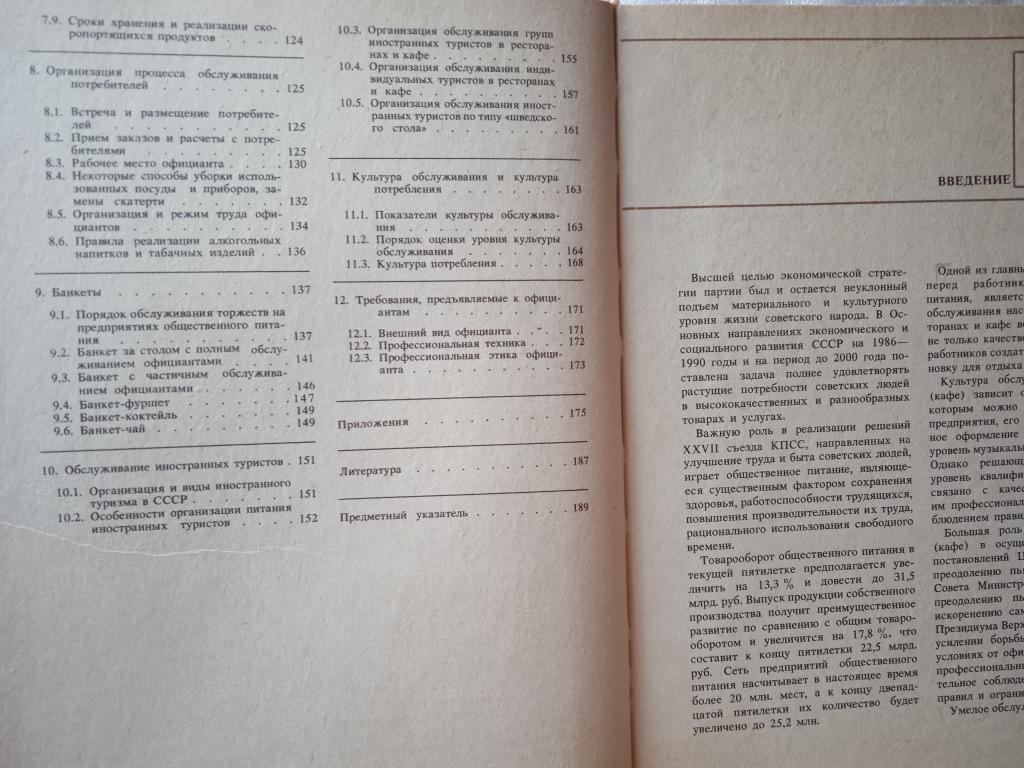 7.9. Сроки хранения и реализации ско-
ропортящихся продуктов . . . . 124
8. Организация процесса обслуживания
потребителей . . . . . . . . 125
8.1. Встреча и размещение потребите-
лей . . . . . . . . . . 125
8.2. Прием заказов и расчеты с потре-
бителями . . . . . . . . 125
8.3. Рабочее место официанта . . . . 130
8.4. Некоторые способы уборки исполь-
зованных посуды и приборов, за-
мены скатерти . . . . . . . 132
8.5. Организация и режим труда офи-
циантов . . . . . . . . . 134
8.6. Правила реализации алкогольных
напитков и табачных изделий . . 136
9. Банкеты . . . . . . . . . . 137
9.1. Порядок обслуживания торжеств на
предприятиях общественного пита-
ния . . . . . . . . . . 137
9.2. Банкет за столом с полным обслу-
живанием официантами . . . . 141
9.3. Банкет с частичным обслужива-
нием официантами . . . . . . 146
9.4. Банкет-фуршет . . . . . . . 147
9.5. Банкет-коктейль . . . . . . 149
9.6. Банкет-чай . . . . . . . . 149
10. Обслуживание иностранных туристов . 151
10.1. Организация и виды иностранного
туризма в СССР . . . . . . . 151
10.2. Особенности организации питания
иностранных туристов . . . . 152
10.3. Организация обслуживания групп
иностранных туристов в рестора-
нах и кафе . . . . . . . . . 155
10.4. Организация обслуживания инди-
видуальных туристов в ресторанах
и кафе . . . . . . . . . . 157
10.5. Организация обслуживания иност-
ранных туристов по типу «шведско-
го стола» . . . . . . . . . 161
11. Культура обслуживания и культура
потребления . . . . . . . 163
11.1. Показатели культуры обслужива-
ния . . . . . . . . . . 163
11.2. Порядок оценки уровня культуры
обслуживания . . . . . . . 164
11.3. Культура потребления . . . . . 168
12. Требования, предъявляемые к офици-
антам . . . . . . . . . . 171
12.1. Внешний вид официанта . . . . 171
12.2. Профессиональная техника . . . 172
12.3. Профессиональная этика офици-
анта . . . . . . . . . . 173
Приложения . . . . . . . . . . 175
Литература . . . . . . . . . . 187
Предметный указатель . . . . . . . 189
ВВЕДЕНИЕ
Высшей целью экономической страте-
гии партии был и остается неуклонный
подъем материального и культурного
уровня жизни советского народа. В Ос-
новных направлениях экономического и
социального развития СССР на 1986—
1990 годы и на период до 2000 года по-
ставлена задача полнее удовлетворять
растущие потребности советских людей
в высококачественных и разнообразных
товарах и услугах.
Важную роль в реализации решений
XXVII съезда КПСС, направленных на
улучшение труда и быта советских людей,
играет общественное питание, являюще-
еся существенным фактором сохранения
здоровья, работоспособности трудящихся,
повышения производительности их труда,
рационального использования свободного
времени.
Товарооборот общественного питания в
текущей пятилетке предполагается уве-
личить на 13,3 % и довести до 31,5
млрд. руб. Выпуск продукции собственного
производства получит преимущественное
развитие по сравнению с общим товаро-
оборотом и увеличится на 17,8 %, что
составит к концу пятилетки 22,5 млрд.
руб. Сеть предприятий общественного
питания насчитывает в настоящее время
более 20 млн. мест, а к концу двенад-
цатой пятилетки их количество будет
увеличено до 25,2 млн.
Одной из главны
перед работник
питания, являетс
обслуживания насе
торанах и кафе во
не только качество
работников создат
новку для отдыха
Культура обслу
(кафе) зависит о
которым можно
предприятия, его
ное оформление
уровень музыкаль
Однако решающ
уровень квалифи
связано с качес
им профессионал
блюдением прави
Большая роль
(кафе) в осущес
постановлений Ц
преодолению пья
Совета Министр
преодолению пь
искоренению сам
Президиума Верх
усилении борьбы
условиях от офи
профессиональны
тельное соблюде
правил и ограни
Умелое обслуж